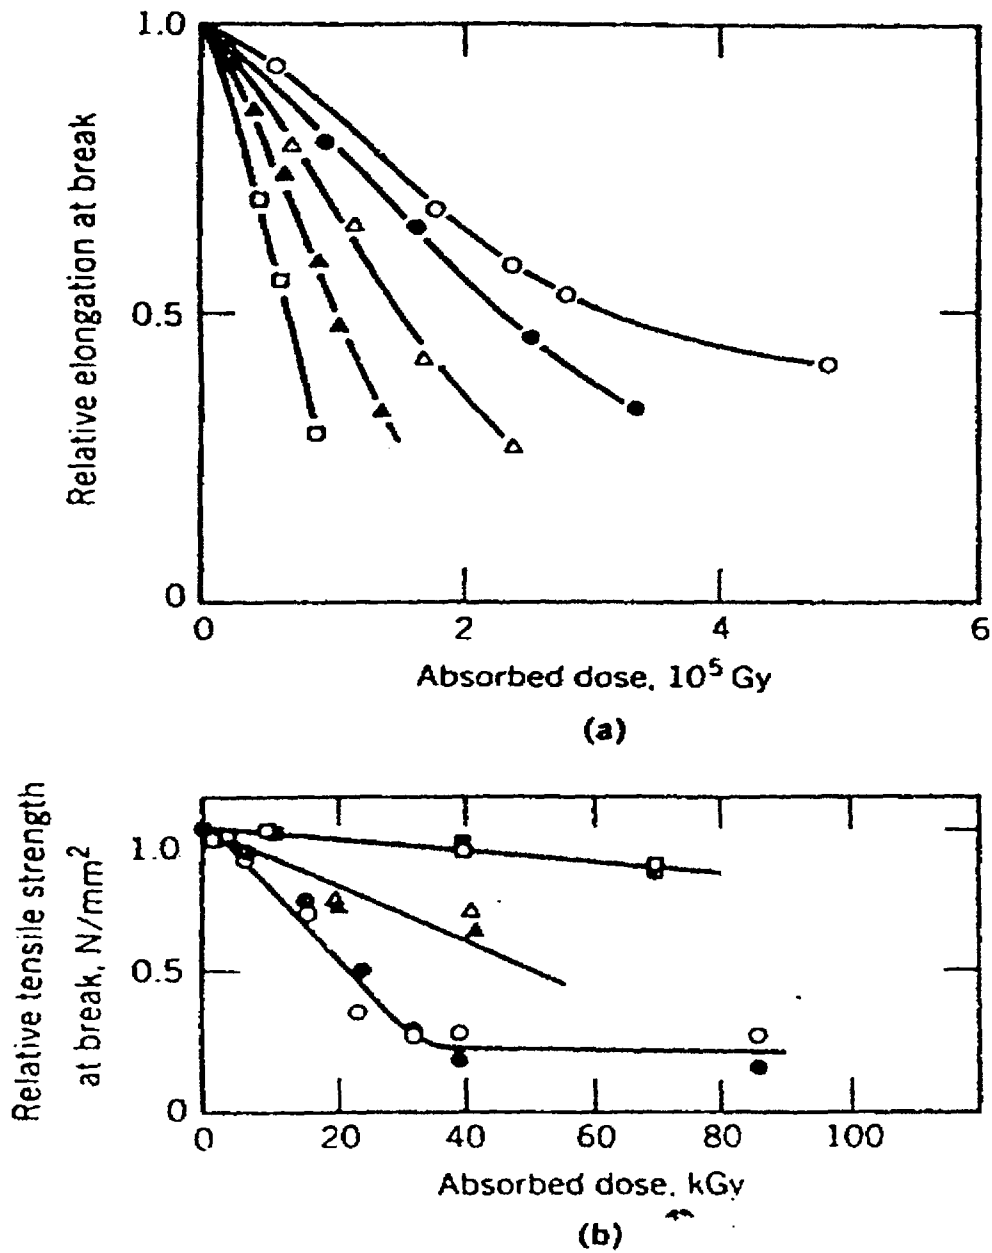 1.0
Relative elongation at break
0.5
0
0 2 4 6
Absorbed dose, 10⁵ Gy
(a)
Relative tensile strength
at break, N/mm²
1.0
0.5
0
0 20 40 60 80 100
Absorbed dose, kGy
(b)